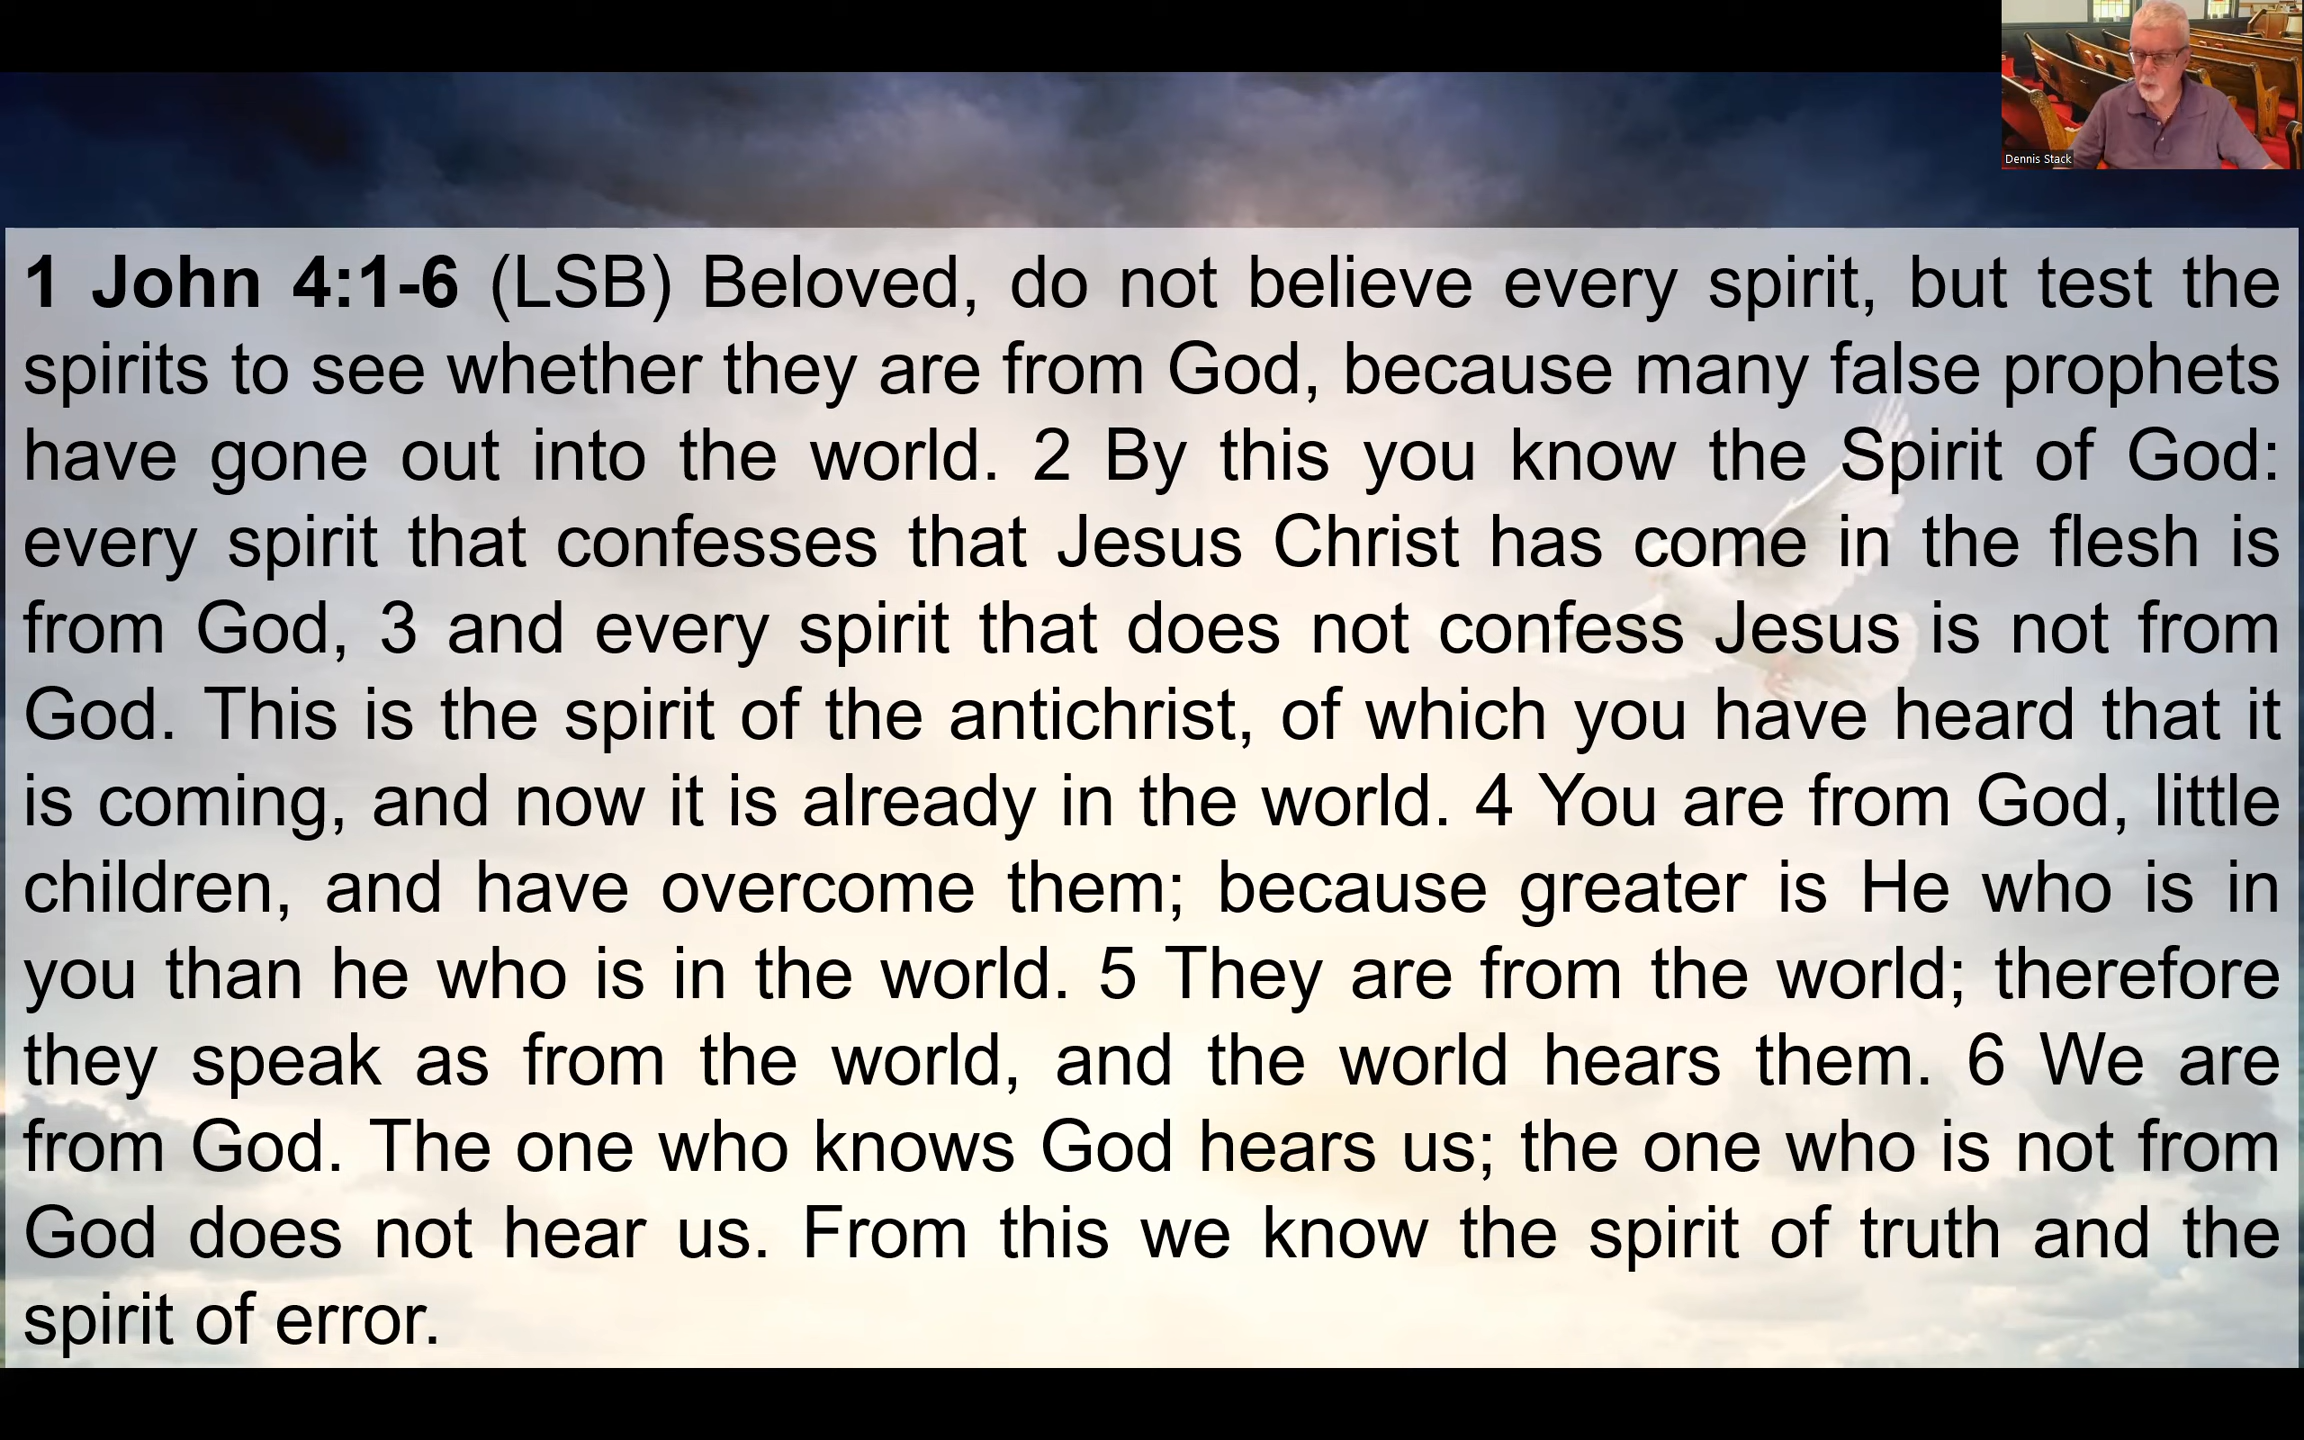 Dennis Stack
1 John 4:1-6 (LSB) Beloved, do not believe every spirit, but test the
spirits to see whether they are from God, because many false prophets
have gone out into the world. 2 By this you know the Spirit of God:
every spirit that confesses that Jesus Christ has come in the flesh is
from God, 3 and every spirit that does not confess Jesus is not from
God. This is the spirit of the antichrist, of which you have heard that it
is coming, and now it is already in the world. 4 You are from God, little
children, and have overcome them; because greater is He who is in
you than he who is in the world. 5 They are from the world; therefore
they speak as from the world, and the world hears them. 6 We are
from God. The one who knows God hears us; the one who is not from
God does not hear us. From this we know the spirit of truth and the
spirit of error.